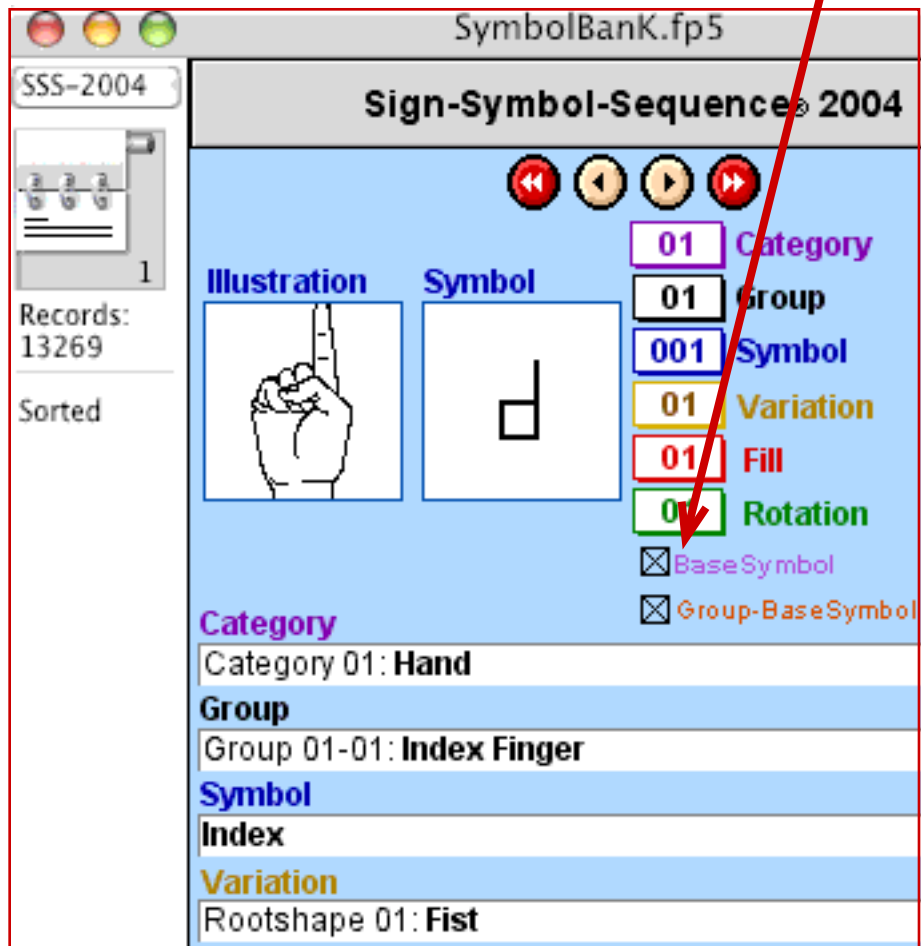 SymbolBanK.fp5
SSS-2004
Sign-Symbol-Sequence® 2004
1
Records:
13269
Sorted
Illustration
Symbol
01 Category
01 Group
001 Symbol
01 Variation
01 Fill
Rotation
BaseSymbol
Group-BaseSymbol
Category
Category 01: Hand
Group
Group 01-01: Index Finger
Symbol
Index
Variation
Rootshape 01: Fist